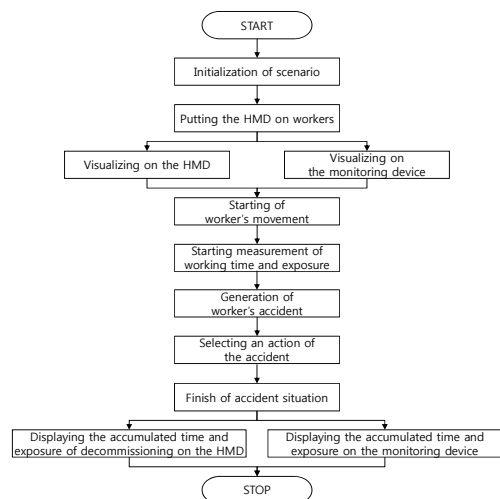 START
Initialization of scenario
Putting the HMD on workers
Visualizing on the HMD
Visualizing on
the monitoring device
Starting of
worker's movement
Starting measurement of
working time and exposure
Generation of
worker's accident
Selecting an action of
the accident
Finish of accident situation
Displaying the accumulated time and
exposure of decommissioning on the HMD
Displaying the accumulated time and
exposure on the monitoring device
STOP